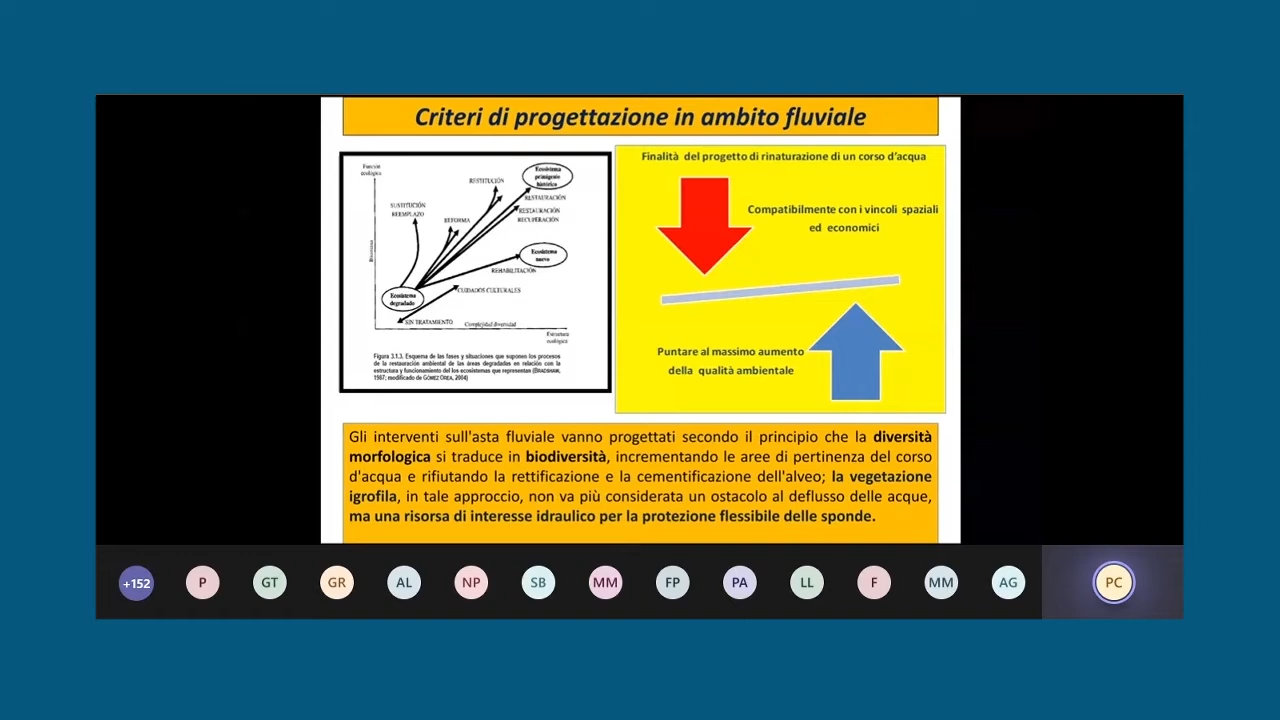 Criteri di progettazione in ambito fluviale
Función
ecológica
Ecosistema
primigenio
histórico
RESTITUCIÓN
RESTAURACIÓN
SUSTITUCIÓN
REEMPLAZO
RESTAURACIÓN
RECUPERACIÓN
REFORMA
Biomasa
Ecosistema
nuevo
REHABILITACIÓN
Ecosistema
degradado
CUIDADOS CULTURALES
SIN TRATAMIENTO
Complejidad diversidad
Estructura
ecológica
Figura 3.1.3. Esquema de las fases y situaciones que suponen los procesos
de la restauración ambiental de las áreas degradadas en relación con la
estructura y funcionamiento del los ecosistemas que representan (BRADSHAW,
1987; modificado de GÓMEZ OREA, 2004)
Finalità del progetto di rinaturazione di un corso d'acqua
Compatibilmente con i vincoli spaziali
ed economici
Puntare al massimo aumento
della qualità ambientale
Gli interventi sull'asta fluviale vanno progettati secondo il principio che la diversità
morfologica si traduce in biodiversità, incrementando le aree di pertinenza del corso
d'acqua e rifiutando la rettificazione e la cementificazione dell'alveo; la vegetazione
igrofila, in tale approccio, non va più considerata un ostacolo al deflusso delle acque,
ma una risorsa di interesse idraulico per la protezione flessibile delle sponde.
+152 P GT GR AL NP SB MM FP PA LL F MM AG PC